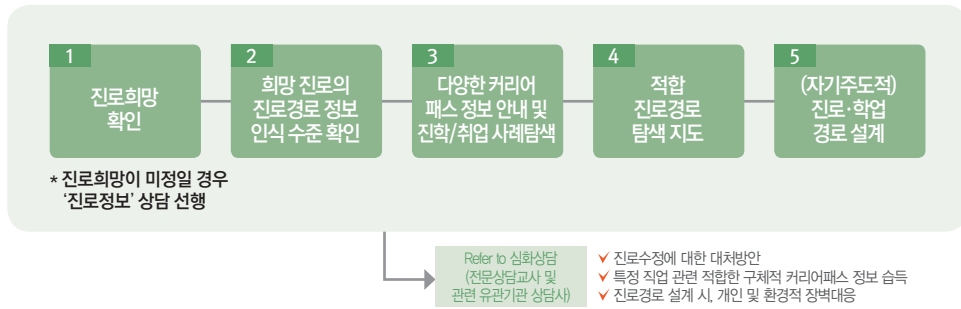 1
진로희망
확인
2
희망 진로의
진로경로 정보
인식 수준 확인
3
다양한 커리어
패스 정보 안내 및
진학/취업 사례탐색
4
적합
진로경로
탐색 지도
5
(자기주도적)
진로·학업
경로 설계
* 진로희망이 미정일 경우
‘진로정보’ 상담 선행
Refer to 심화상담
(전문상담교사 및
관련 유관기관 상담사)
진로수정에 대한 대처방안
특정 직업 관련 적합한 구체적 커리어패스 정보 습득
진로경로 설계 시, 개인 및 환경적 장벽대응